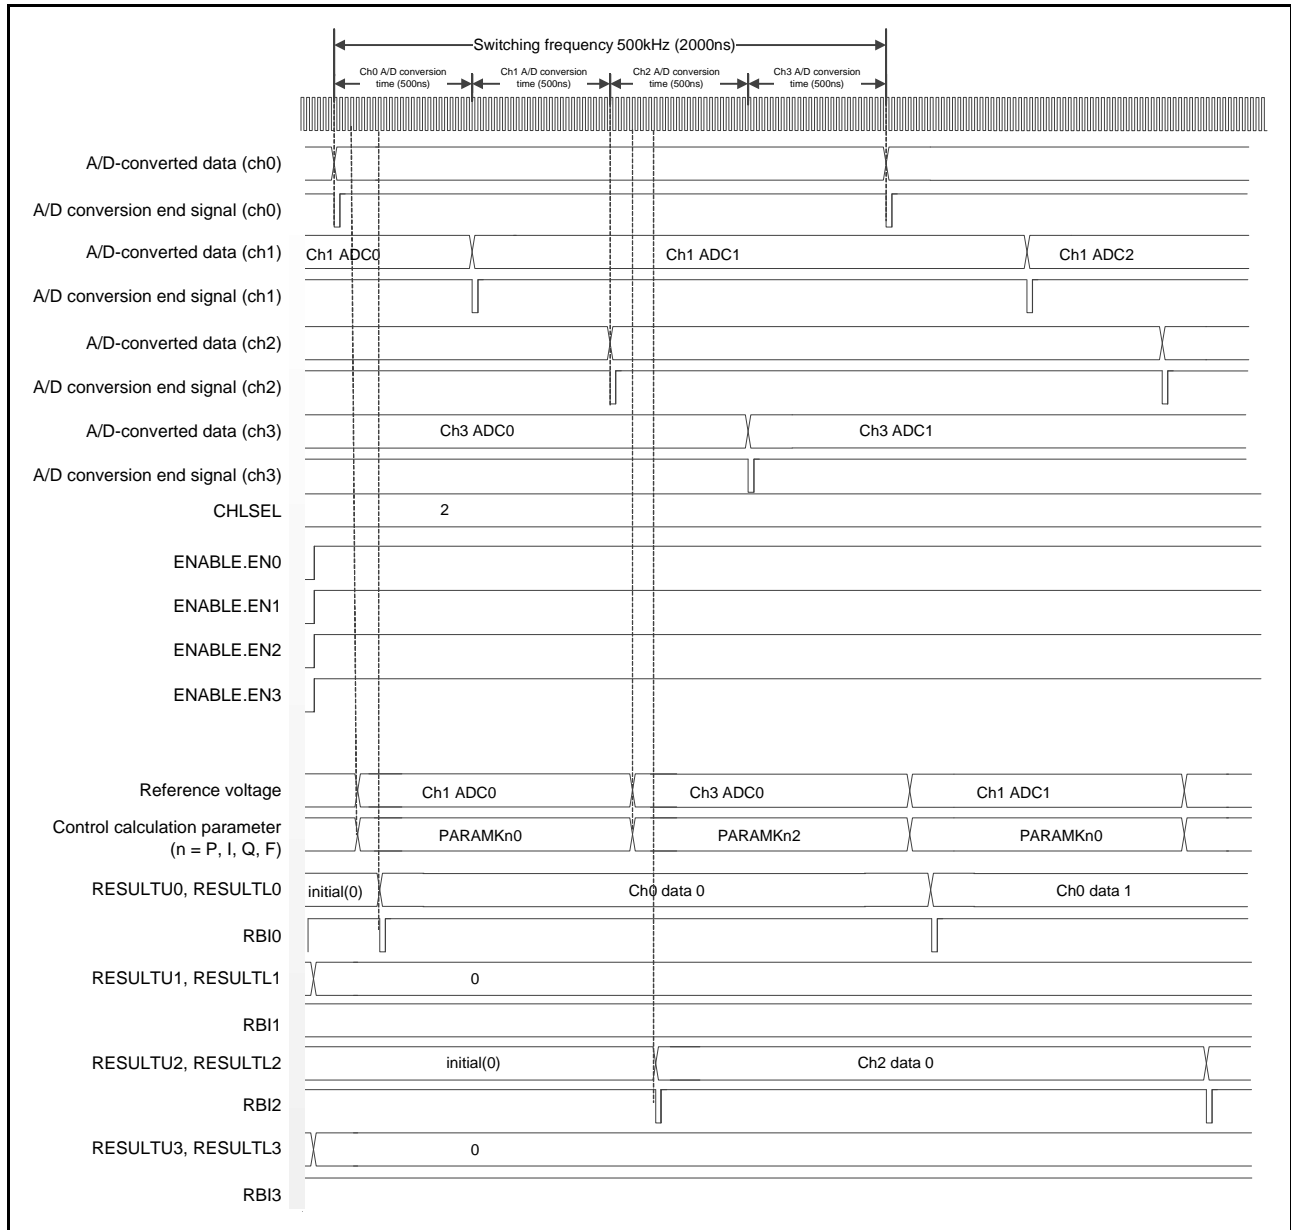 Switching frequency 500kHz (2000ns)
Ch0 A/D conversion time (500ns)
Ch1 A/D conversion time (500ns)
Ch2 A/D conversion time (500ns)
Ch3 A/D conversion time (500ns)
A/D-converted data (ch0)
A/D conversion end signal (ch0)
A/D-converted data (ch1)
Ch1 ADC0
Ch1 ADC1
Ch1 ADC2
A/D conversion end signal (ch1)
A/D-converted data (ch2)
A/D conversion end signal (ch2)
A/D-converted data (ch3)
Ch3 ADC0
Ch3 ADC1
A/D conversion end signal (ch3)
CHLSEL
2
ENABLE.EN0
ENABLE.EN1
ENABLE.EN2
ENABLE.EN3
Reference voltage
Ch1 ADC0
Ch3 ADC0
Ch1 ADC1
Control calculation parameter
(n = P, I, Q, F)
PARAMKn0
PARAMKn2
PARAMKn0
RESULTU0, RESULTL0
initial(0)
Ch0 data 0
Ch0 data 1
RBI0
RESULTU1, RESULTL1
0
RBI1
RESULTU2, RESULTL2
initial(0)
Ch2 data 0
RBI2
RESULTU3, RESULTL3
0
RBI3